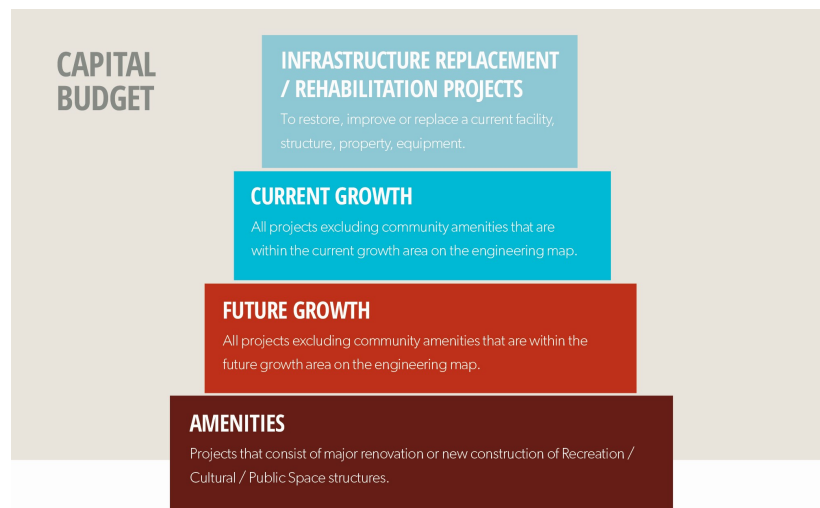 CAPITAL
BUDGET
INFRASTRUCTURE REPLACEMENT
/ REHABILITATION PROJECTS
To restore, improve or replace a current facility,
structure, property, equipment.
CURRENT GROWTH
All projects excluding community amenities that are
within the current growth area on the engineering map.
FUTURE GROWTH
All projects excluding community amenities that are within the
future growth area on the engineering map.
AMENITIES
Projects that consist of major renovation or new construction of Recreation /
Cultural / Public Space structures.